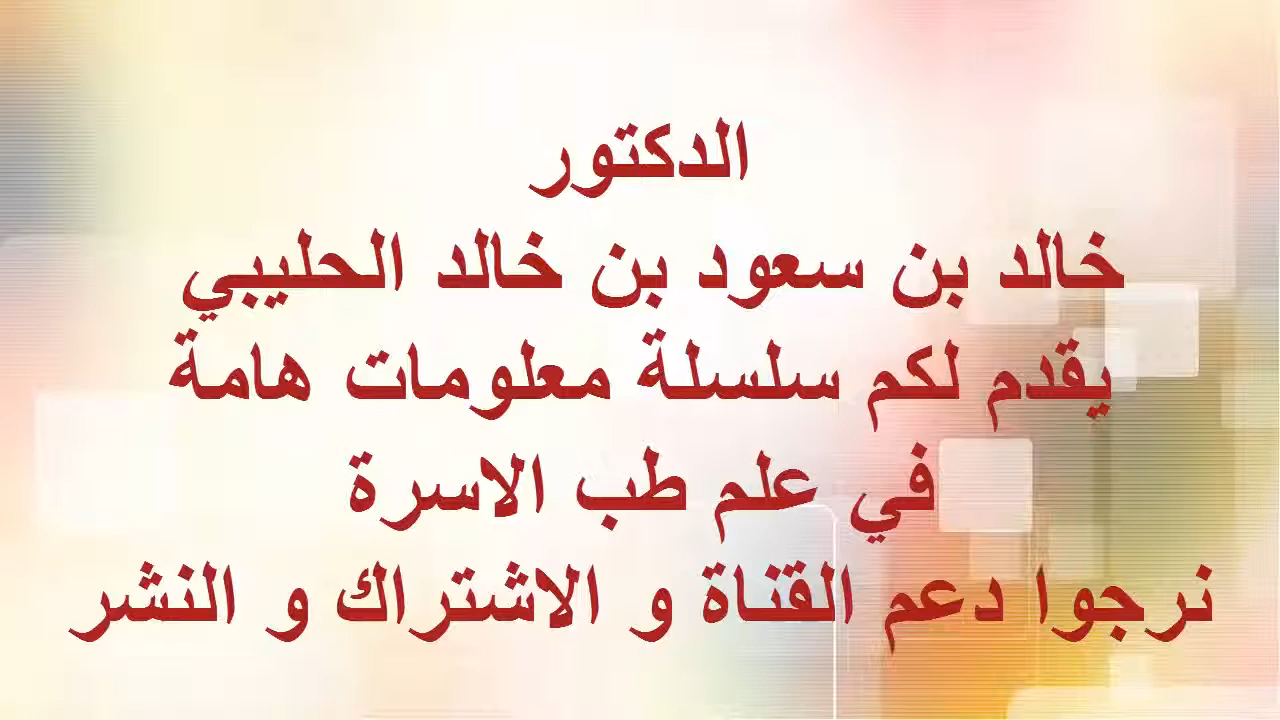 الدكتور
خالد بن سعود بن خالد الحليبي
يقدم لكم سلسلة معلومات هامة
في علم طب الاسرة
نرجوا دعم القناة و الاشتراك و النشر